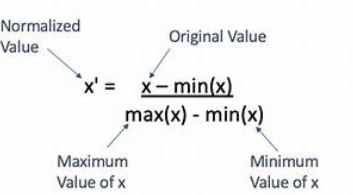 Normalized
Value
Original Value
x' = x – min(x)
max(x) - min(x)
Maximum
Value of x
Minimum
Value of x